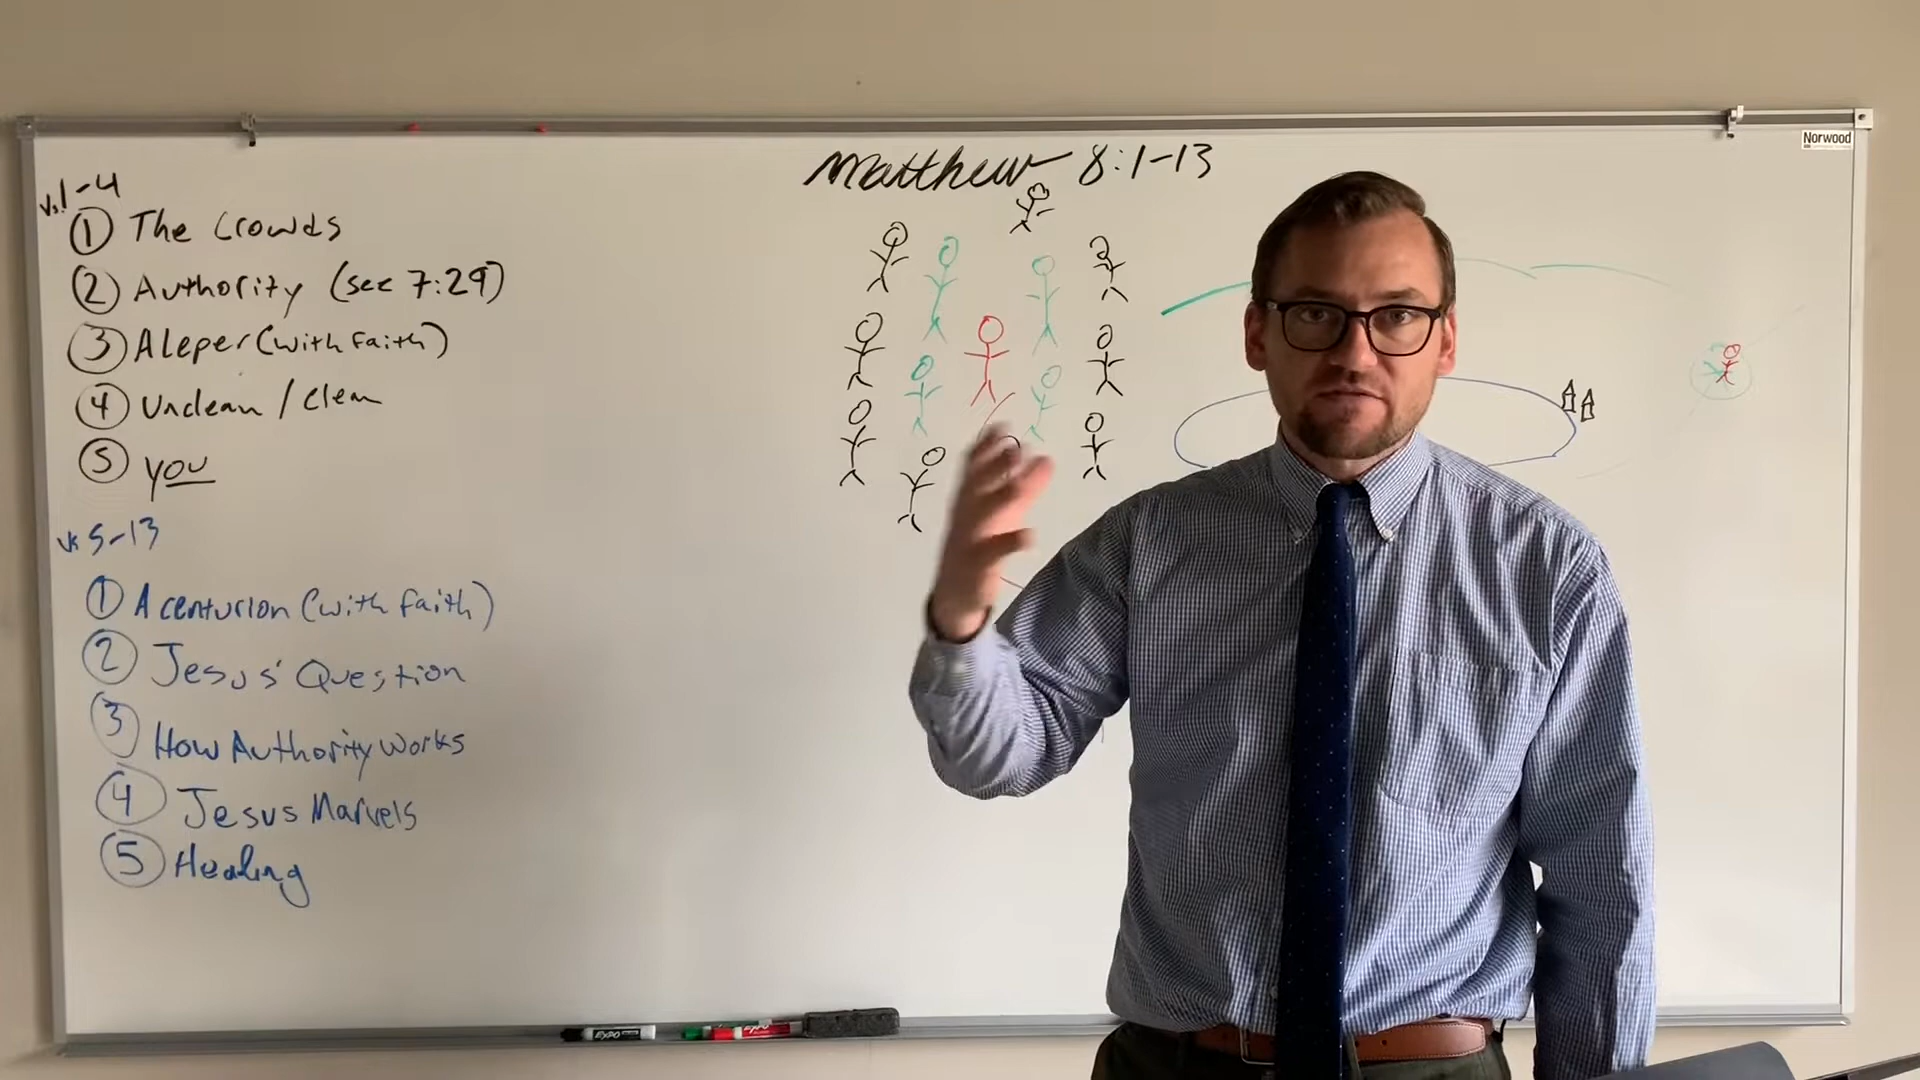 Matthew 8:1-13
Norwood
vs. 1-4
① The Crowds
② Authority (see 7:29)
③ A leper (with faith)
④ Unclean / Clean
⑤ you
vs 5-13
① A centurion (with faith)
② Jesus' Question
③ How Authority Works
④ Jesus Marvels
⑤ Healing
EXPO
EXPO